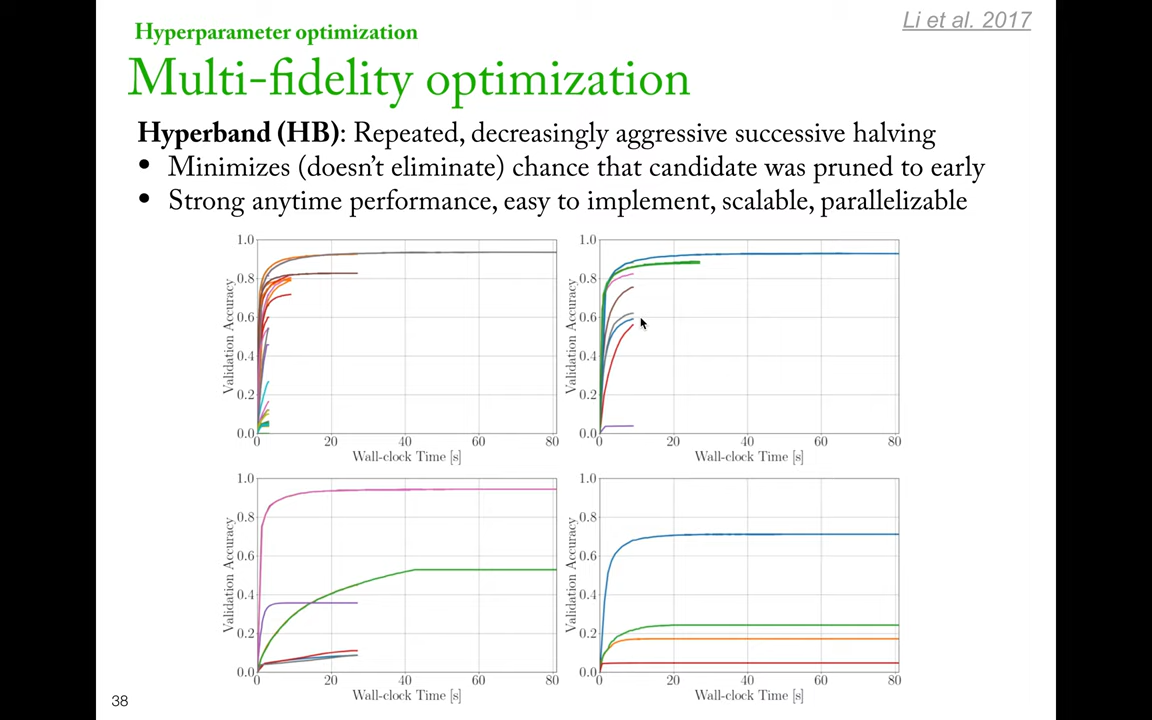 Hyperparameter optimization
Li et al. 2017
Multi-fidelity optimization
Hyperband (HB): Repeated, decreasingly aggressive successive halving
• Minimizes (doesn't eliminate) chance that candidate was pruned to early
• Strong anytime performance, easy to implement, scalable, parallelizable
Validation Accuracy
1.0
0.8
0.6
0.4
0.2
0.0
0 20 40 60 80
Wall-clock Time [s]
Validation Accuracy
1.0
0.8
0.6
0.4
0.2
0.0
0 20 40 60 80
Wall-clock Time [s]
Validation Accuracy
1.0
0.8
0.6
0.4
0.2
0.0
0 20 40 60 80
Wall-clock Time [s]
Validation Accuracy
1.0
0.8
0.6
0.4
0.2
0.0
0 20 40 60 80
Wall-clock Time [s]
38